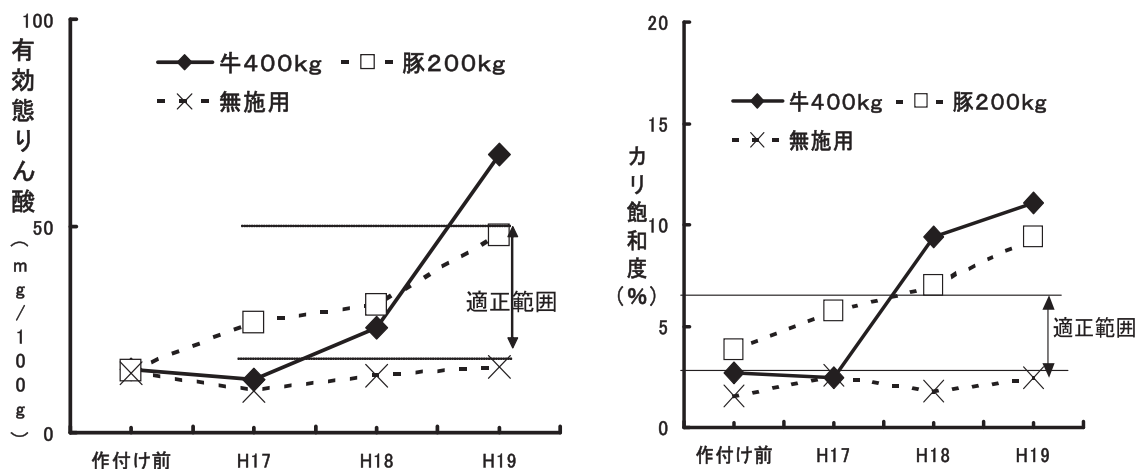 100
50
0
有効態りん酸(mg/100g)
牛400kg
豚200kg
無施用
適正範囲
作付け前 H17 H18 H19
20
15
10
5
0
カリ飽和度(%)
牛400kg
豚200kg
無施用
適正範囲
作付け前 H17 H18 H19